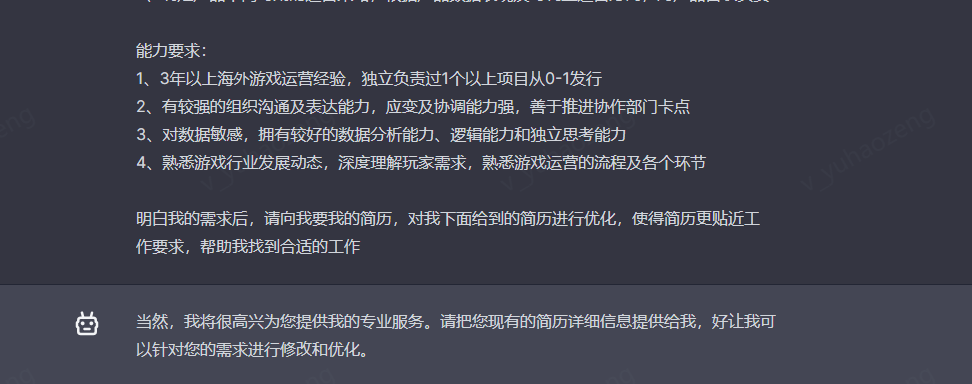 能力要求：
1、3年以上海外游戏运营经验，独立负责过1个以上项目从0-1发行
2、有较强的组织沟通及表达能力，应变及协调能力强，善于推进协作部门卡点
3、对数据敏感，拥有较好的数据分析能力、逻辑能力和独立思考能力
4、熟悉游戏行业发展动态，深度理解玩家需求，熟悉游戏运营的流程及各个环节
明白我的需求后，请向我要我的简历，对我下面给到的简历进行优化，使得简历更贴近工
作要求，帮助我找到合适的工作
当然，我将很高兴为您提供我的专业服务。请把您现有的简历详细信息提供给我，好让我可
以针对您的需求进行修改和优化。
v_yuhaozeng